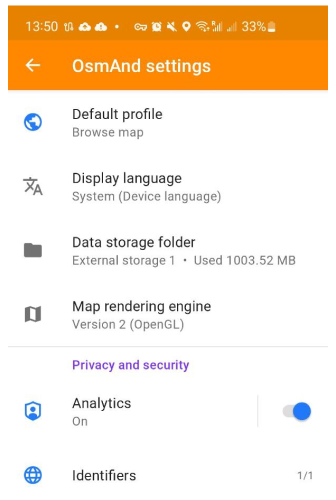 13:50 33%
OsmAnd settings
Default profile
Browse map
Display language
System (Device language)
Data storage folder
External storage 1 • Used 1003.52 MB
Map rendering engine
Version 2 (OpenGL)
Privacy and security
Analytics
On
Identifiers 1/1